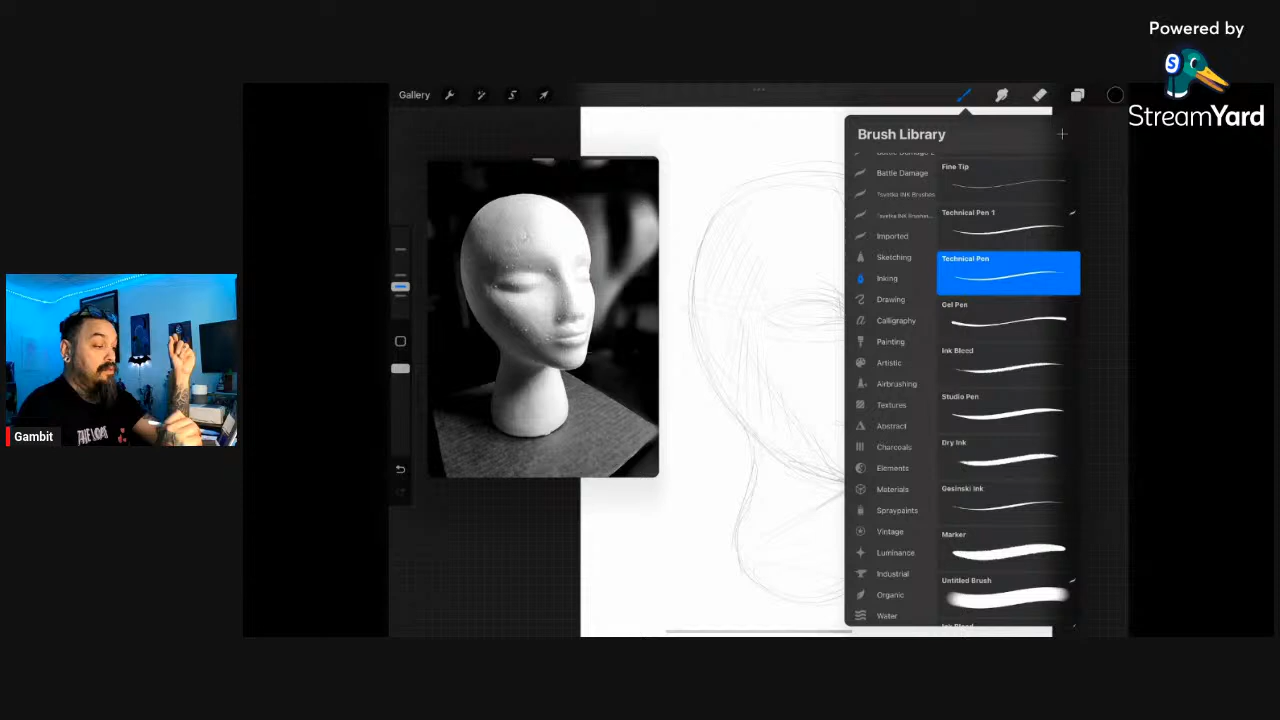 Powered by
StreamYard
Gallery
Brush Library
Battle Damage
Imported
Sketching
Inking
Drawing
Calligraphy
Painting
Artistic
Airbrushing
Textures
Abstract
Charcoals
Elements
Materials
Spraypaints
Vintage
Luminance
Industrial
Organic
Water
Fine Tip
Technical Pen 1
Technical Pen
Gel Pen
Ink Bleed
Studio Pen
Dry Ink
Gesinski Ink
Marker
Untitled Brush
Gambit